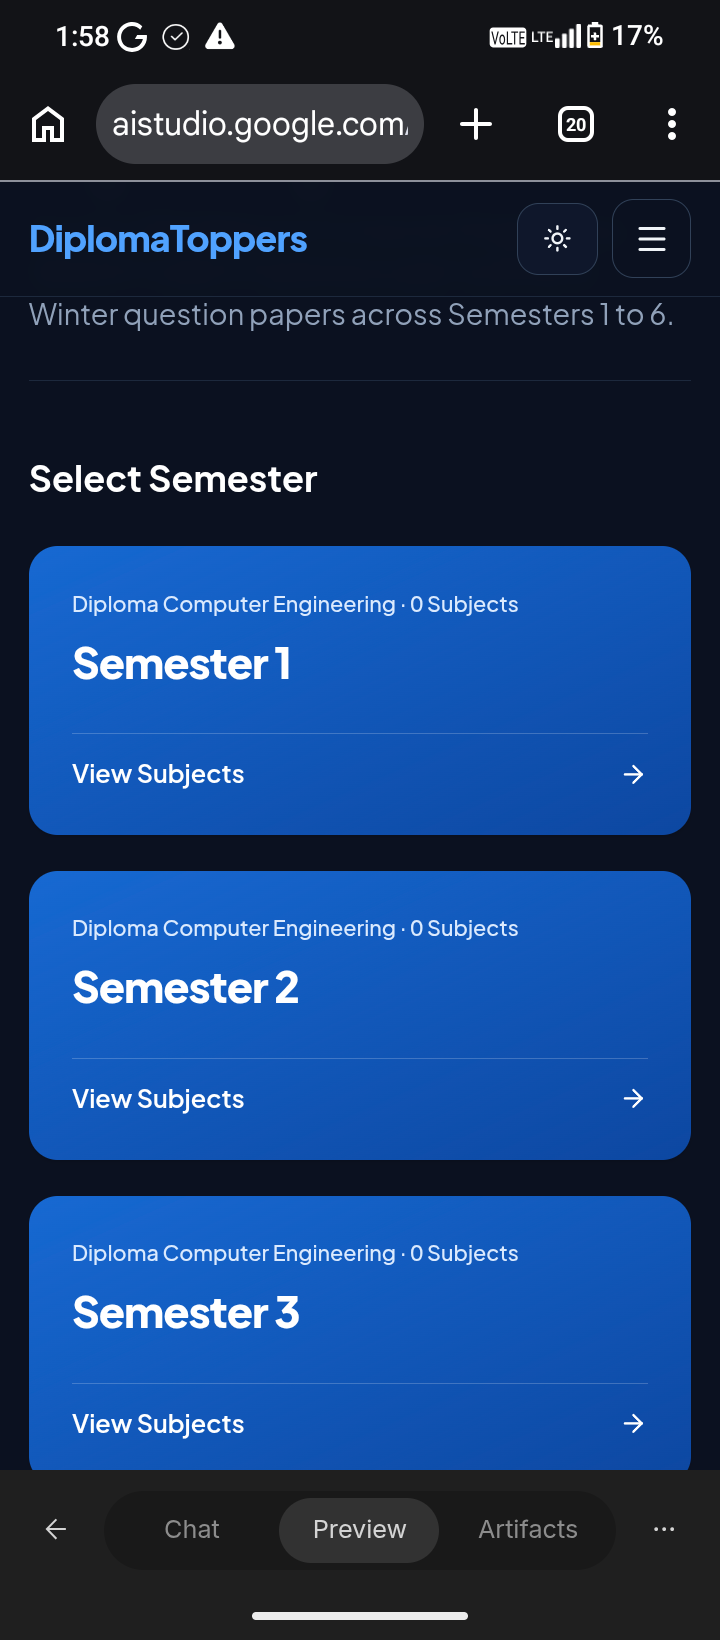 1:58
VoLTE LTE 17%
aistudio.google.com/
20
DiplomaToppers
Winter question papers across Semesters 1 to 6.
Select Semester
Diploma Computer Engineering · 0 Subjects
Semester 1
View Subjects
Diploma Computer Engineering · 0 Subjects
Semester 2
View Subjects
Diploma Computer Engineering · 0 Subjects
Semester 3
View Subjects
Chat Preview Artifacts